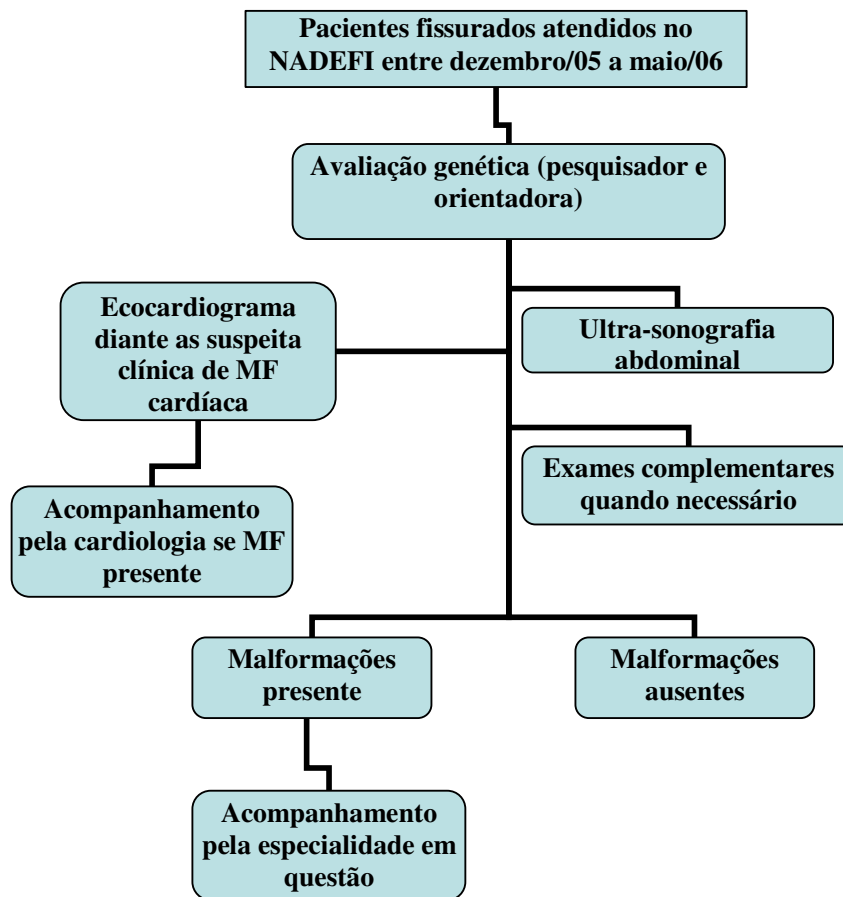 Pacientes fissurados atendidos no
NADEFI entre dezembro/05 a maio/06
Avaliação genética (pesquisador e
orientadora)
Ecocardiograma
diante as suspeita
clínica de MF
cardíaca
Ultra-sonografia
abdominal
Exames complementares
quando necessário
Acompanhamento
pela cardiologia se MF
presente
Malformações
presente
Malformações
ausentes
Acompanhamento
pela especialidade em
questão